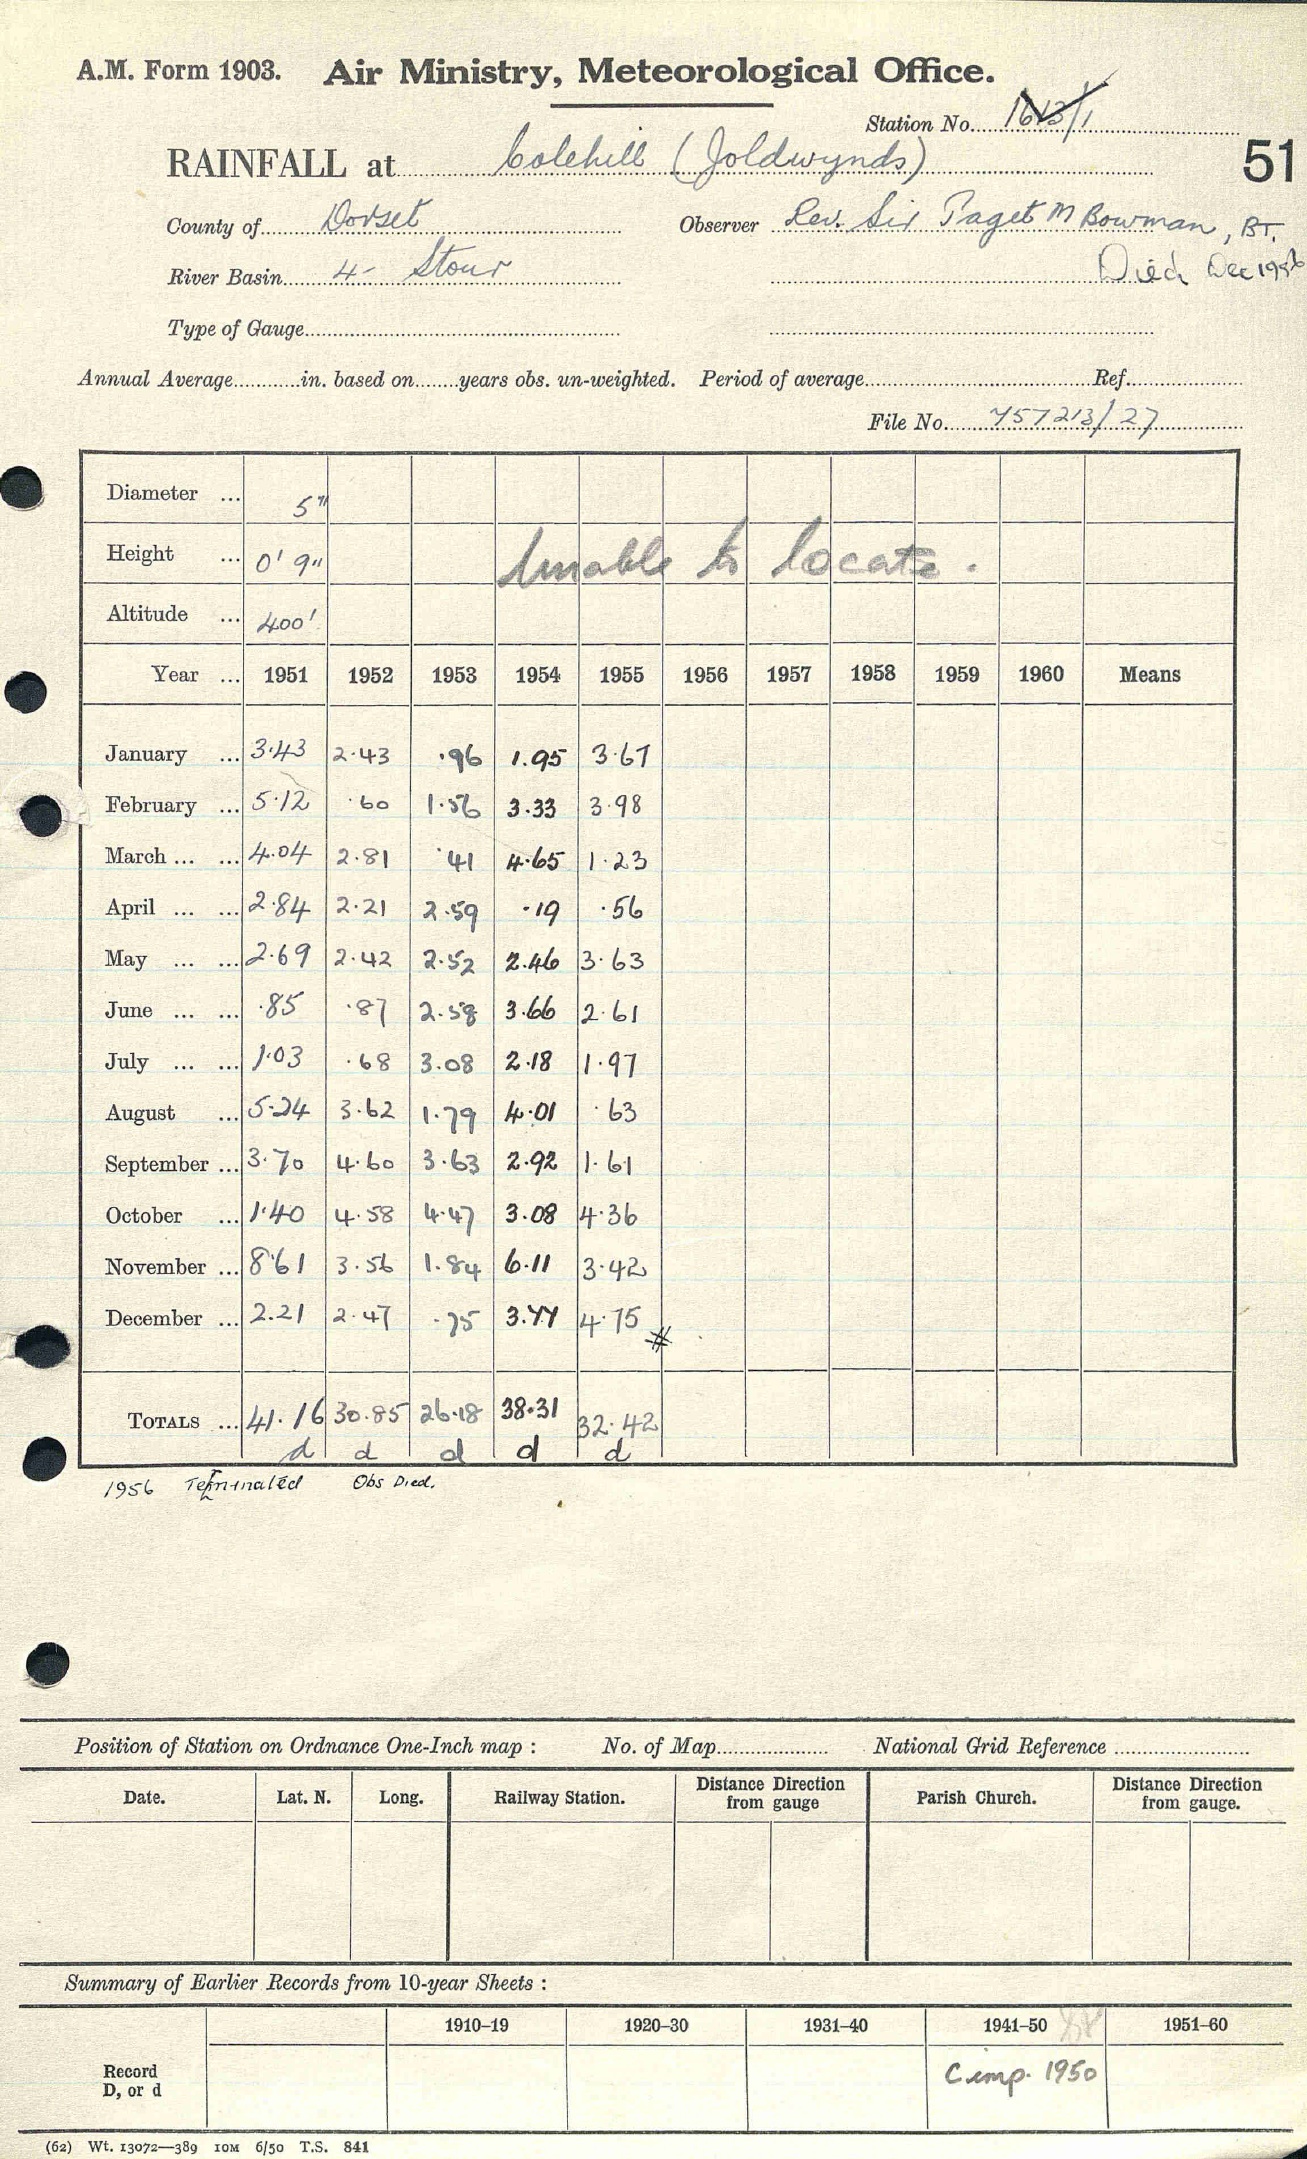 A.M. Form 1903. Air Ministry, Meteorological Office.
Station No. 1613/1
RAINFALL at Colehill (Joldwynds) 51
County of Dorset Observer Rev. Sir Paget M Bowman, BT.
River Basin 4- Stour Died Dec 1956
Type of Gauge
Annual Average in. based on years obs. un-weighted. Period of average Ref.
File No. 757213/27
Diameter ... 5"
Height ... 0' 9" Unable to locate.
Altitude ... 400'
Year ... 1951 1952 1953 1954 1955 1956 1957 1958 1959 1960 Means
January ... 3.43 2.43 .96 1.95 3.67
February ... 5.12 .60 1.56 3.33 3.98
March ... ... 4.04 2.81 .41 4.65 1.23
April ... ... 2.84 2.21 2.59 .19 .56
May ... ... 2.69 2.42 2.52 2.46 3.63
June ... ... .85 .87 2.58 3.66 2.61
July ... ... 1.03 .68 3.08 2.18 1.97
August ... 5.24 3.62 1.79 4.01 .63
September ... 3.70 4.60 3.63 2.92 1.61
October ... 1.40 4.58 4.47 3.08 4.36
November ... 8.61 3.56 1.84 6.11 3.42
December ... 2.21 2.47 .75 3.77 4.75 #
TOTALS ... 41.16 30.85 26.18 38.31 32.42
d d d d d
1956 Terminated Obs Died.
Position of Station on Ordnance One-Inch map : No. of Map National Grid Reference
Date. Lat. N. Long. Railway Station. Distance Direction from gauge Parish Church. Distance Direction from gauge.
Summary of Earlier Records from 10-year Sheets :
1910–19 1920–30 1931–40 1941–50 1951–60
Record D, or d C imp. 1950
(62) Wt. 13072—389 10M 6/50 T.S. 841